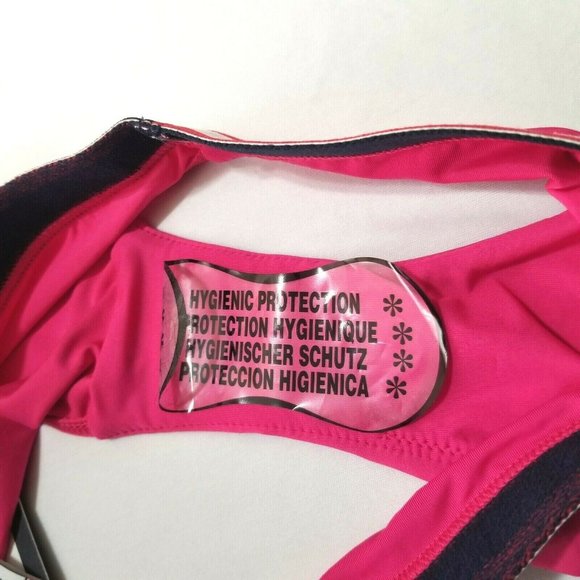 HYGIENIC PROTECTION *
PROTECTION HYGIENIQUE *
HYGIENISCHER SCHUTZ *
PROTECCION HIGIENICA *